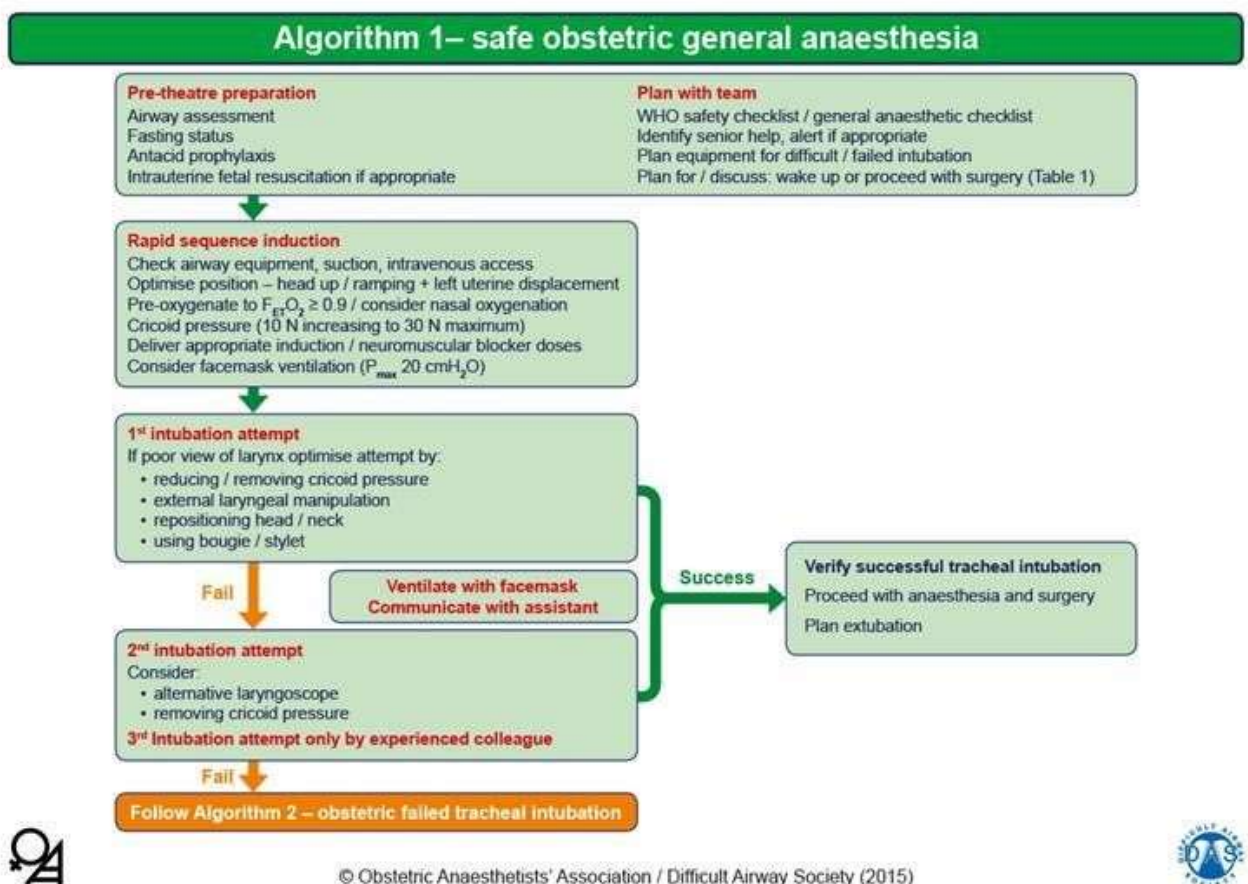 Algorithm 1– safe obstetric general anaesthesia
Pre-theatre preparation
Airway assessment
Fasting status
Antacid prophylaxis
Intrauterine fetal resuscitation if appropriate
Plan with team
WHO safety checklist / general anaesthetic checklist
Identify senior help, alert if appropriate
Plan equipment for difficult / failed intubation
Plan for / discuss: wake up or proceed with surgery (Table 1)
Rapid sequence induction
Check airway equipment, suction, intravenous access
Optimise position – head up / ramping + left uterine displacement
Pre-oxygenate to FETO2 ≥ 0.9 / consider nasal oxygenation
Cricoid pressure (10 N increasing to 30 N maximum)
Deliver appropriate induction / neuromuscular blocker doses
Consider facemask ventilation (Pmax 20 cmH2O)
1st intubation attempt
If poor view of larynx optimise attempt by:
• reducing / removing cricoid pressure
• external laryngeal manipulation
• repositioning head / neck
• using bougie / stylet
Fail
Ventilate with facemask
Communicate with assistant
Success
Verify successful tracheal intubation
Proceed with anaesthesia and surgery
Plan extubation
2nd intubation attempt
Consider:
• alternative laryngoscope
• removing cricoid pressure
3rd Intubation attempt only by experienced colleague
Fail
Follow Algorithm 2 – obstetric failed tracheal intubation
© Obstetric Anaesthetists' Association / Difficult Airway Society (2015)
OA
DIFFICULT AIRWAY
DAS
SOCIETY